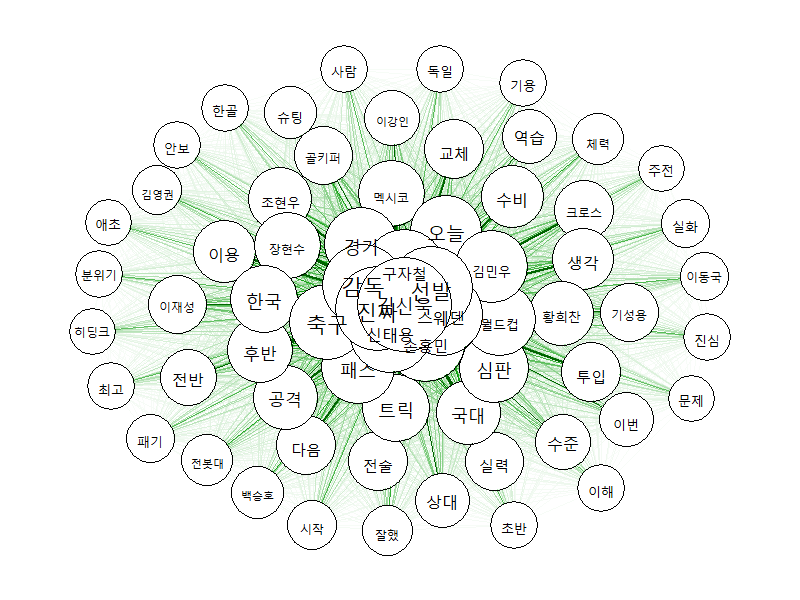 사람
독일
기용
한골
슈팅
이강인
역습
체력
안보
골키퍼
교체
주전
김영권
조현우
멕시코
수비
크로스
애초
이용
장현수
경기
오늘
생각
실화
분위기
감독
구자철
김민우
이동국
이재성
한국
진짜
김신욱
선발
황희찬
기성용
히딩크
축구
신태용
스웨덴
월드컵
진심
후반
손흥민
최고
전반
패스
심판
투입
문제
패기
공격
트릭
국대
이번
전봇대
다음
전술
실력
수준
백승호
상대
이해
시작
잘했
초반